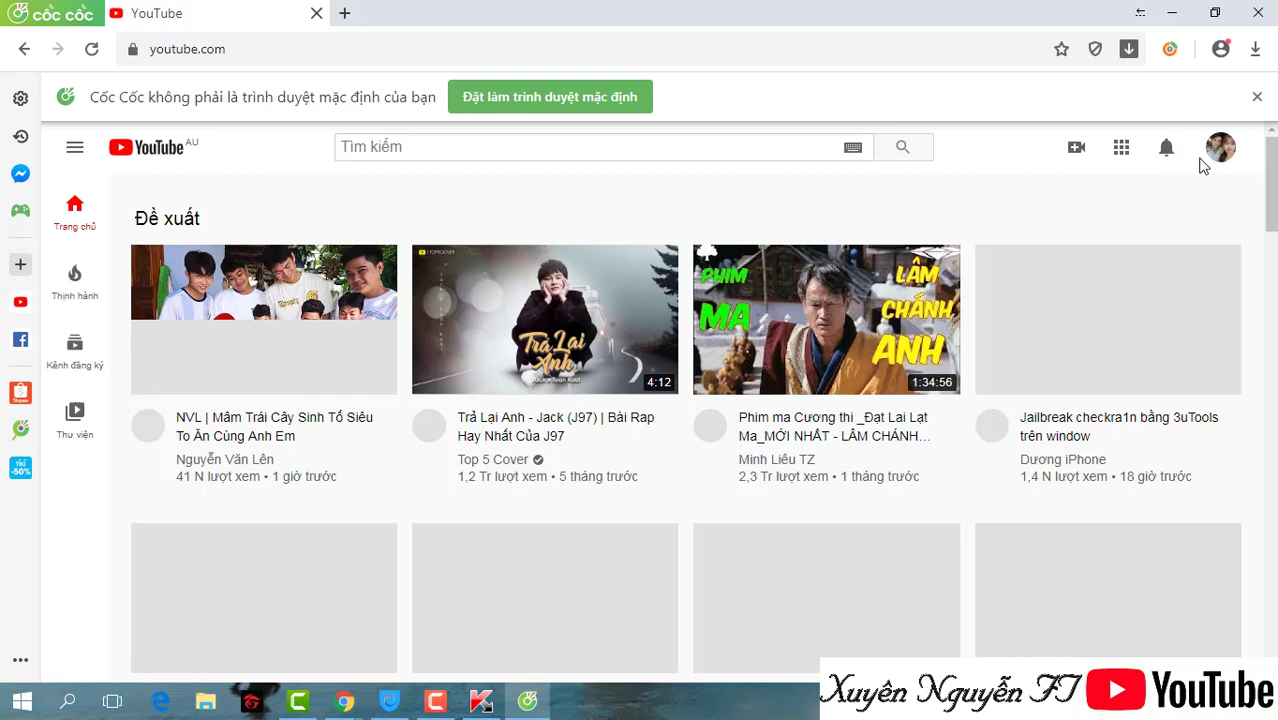 cốc cốc
YouTube
youtube.com
Cốc Cốc không phải là trình duyệt mặc định của bạn
Đặt làm trình duyệt mặc định
YouTube AU
Tìm kiếm
Trang chủ
Thịnh hành
Kênh đăng ký
Thư viện
Đề xuất
Trả Lại
Anh
4:12
PHIM
MA
LÂM
CHÁNH
ANH
1:34:56
NVL | Mâm Trái Cây Sinh Tố Siêu
To Ăn Cùng Anh Em
Nguyễn Văn Lên
41 N lượt xem • 1 giờ trước
Trả Lại Anh - Jack (J97) | Bài Rap
Hay Nhất Của J97
Top 5 Cover
1,2 Tr lượt xem • 5 tháng trước
Phim ma Cương thi _Đạt Lai Lạt
Ma_MỚI NHẤT - LÂM CHÁNH...
Minh Liêu TZ
2,3 Tr lượt xem • 1 tháng trước
Jailbreak checkra1n bằng 3uTools
trên window
Dương iPhone
1,4 N lượt xem • 18 giờ trước
-50%
Xuyên Nguyễn FT YouTube